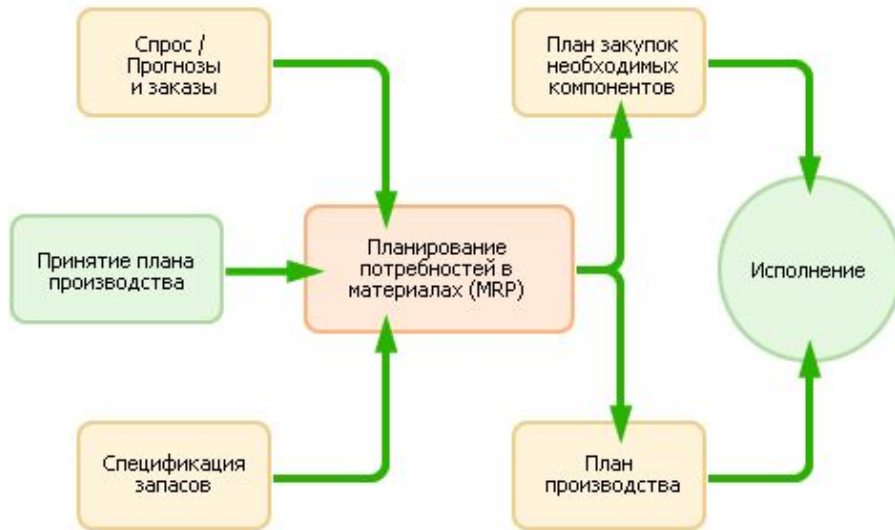 Спрос /
Прогнозы
и заказы
План закупок
необходимых
компонентов
Принятие плана
производства
Планирование
потребностей в
материалах (MRP)
Исполнение
Спецификация
запасов
План
производства